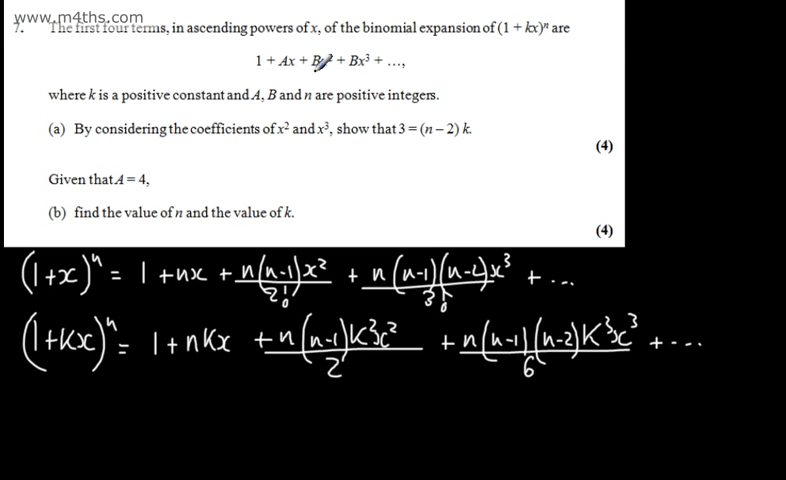 www.m4ths.com
7. The first four terms, in ascending powers of x, of the binomial expansion of (1 + kx)ⁿ are
1 + Ax + Bx² + Bx³ + …,
where k is a positive constant and A, B and n are positive integers.
(a) By considering the coefficients of x² and x³, show that 3 = (n – 2) k.
(4)
Given that A = 4,
(b) find the value of n and the value of k.
(4)
(1+x)ⁿ = 1 + nx + n(n-1)x²/2! + n(n-1)(n-2)x³/3! + ...
(1+Kx)ⁿ = 1 + nKx + n(n-1)K²x²/2 + n(n-1)(n-2)K³x³/6 + ...